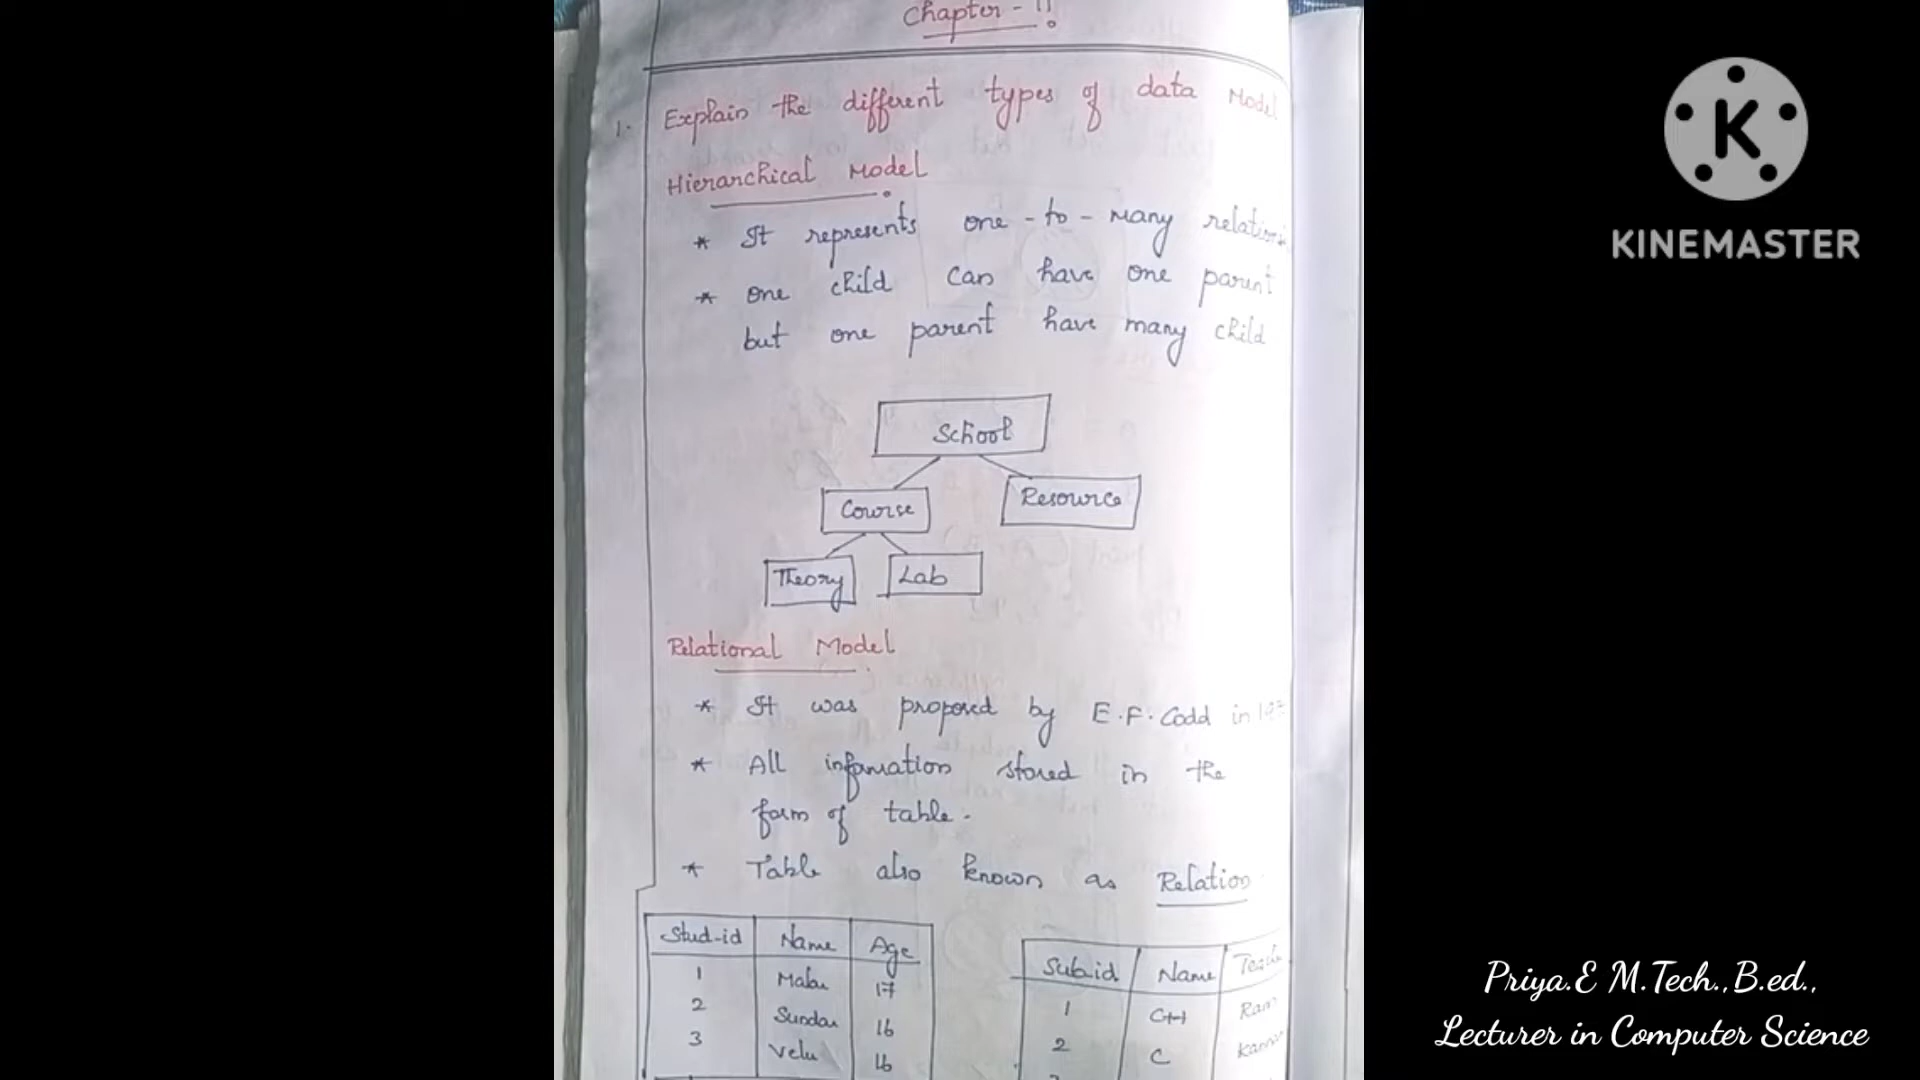 Chapter - 11
1. Explain the different types of data Model
Hierarchical Model
* It represents one - to - many
* one child can have one parent
but one parent have many child
School
Course Resource
Theory Lab
Relational Model
* It was proposed by E.F. Codd in
* All information stored in the
form of table.
* Table also known as Relation
Stud-id Name Age
1 Malar 17
2 Sundar 16
3 Velu 16
Sub.id Name
1 C++ Ram
2 C
KINEMASTER
Priya.E M.Tech.,B.ed.,
Lecturer in Computer Science